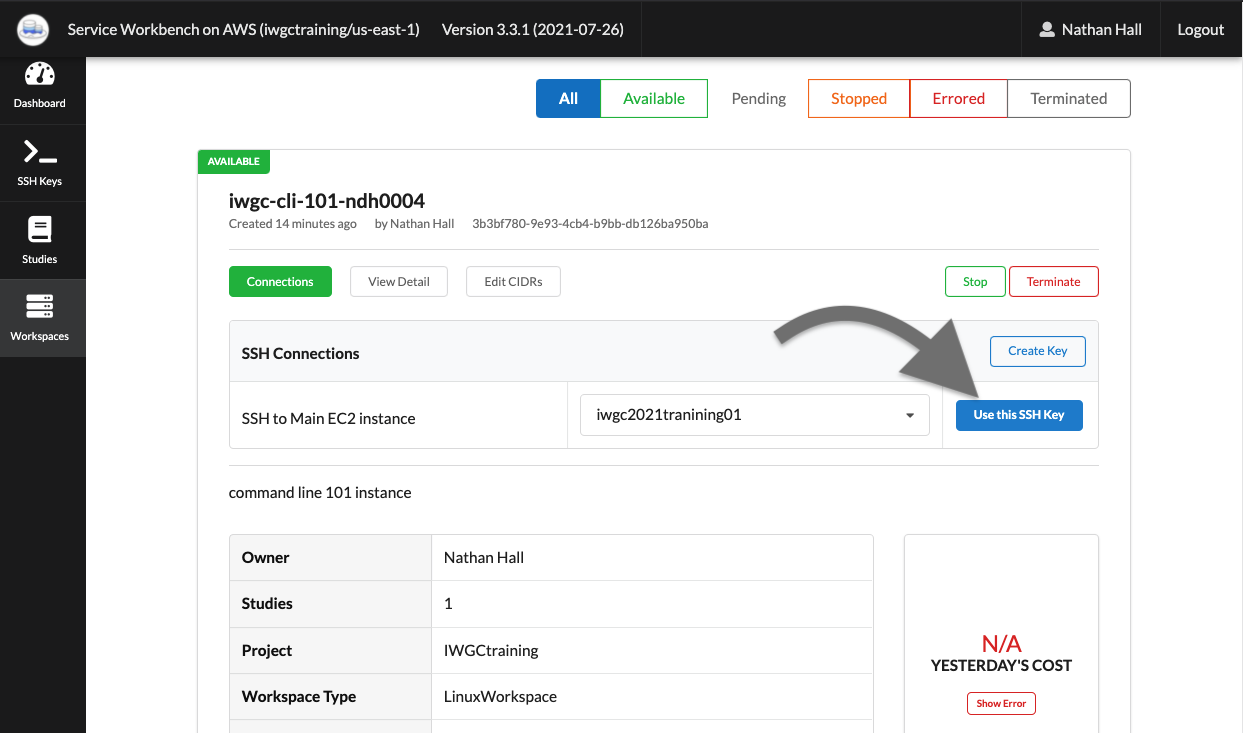 Service Workbench on AWS (iwgctraining/us-east-1) Version 3.3.1 (2021-07-26) Nathan Hall Logout
Dashboard
SSH Keys
Studies
Workspaces
All Available Pending Stopped Errored Terminated
AVAILABLE
iwgc-cli-101-ndh0004
Created 14 minutes ago by Nathan Hall 3b3bf780-9e93-4cb4-b9bb-db126ba950ba
Connections View Detail Edit CIDRs Stop Terminate
SSH Connections Create Key
SSH to Main EC2 instance iwgc2021tranining01 Use this SSH Key
command line 101 instance
Owner Nathan Hall
Studies 1
Project IWGCtraining
Workspace Type LinuxWorkspace
N/A
YESTERDAY'S COST
Show Error